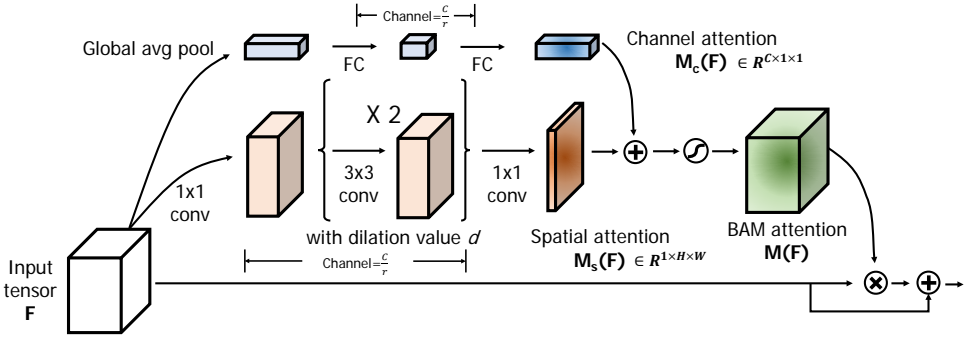 Channel=C/r
Global avg pool
FC
FC
Channel attention
Mc(F) ∈ R^C×1×1
X 2
1x1
conv
3x3
conv
1x1
conv
with dilation value d
Channel=C/r
Spatial attention
Ms(F) ∈ R^1×H×W
BAM attention
M(F)
Input
tensor
F